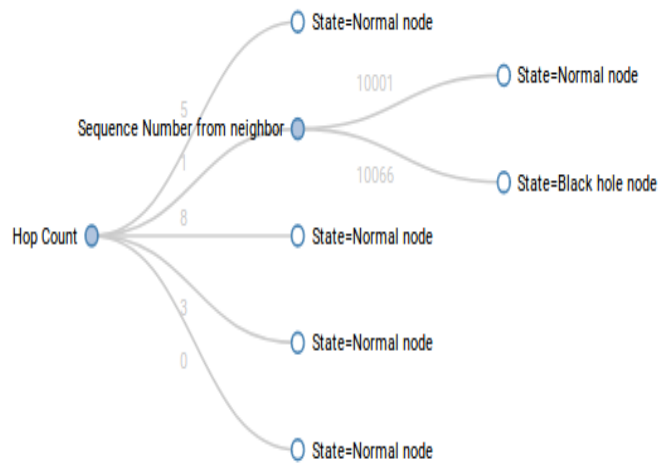 State=Normal node
10001
State=Normal node
5
Sequence Number from neighbor
1
10066
State=Black hole node
8
Hop Count
State=Normal node
3
State=Normal node
0
State=Normal node